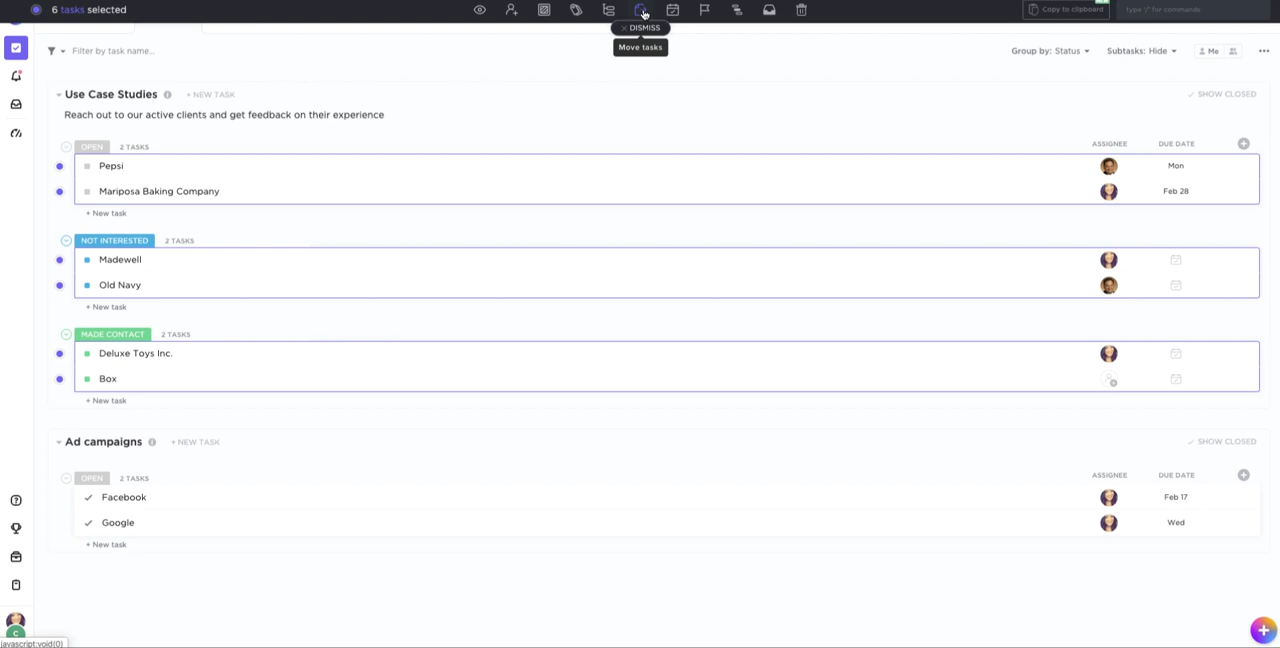 6 tasks selected
Copy to clipboard
type '/' for commands
DISMISS
Move tasks
Filter by task name...
Group by: Status
Subtasks: Hide
Me
Use Case Studies
+ NEW TASK
SHOW CLOSED
Reach out to our active clients and get feedback on their experience
OPEN 2 TASKS ASSIGNEE DUE DATE
Pepsi Mon
Mariposa Baking Company Feb 28
+ New task
NOT INTERESTED 2 TASKS
Madewell
Old Navy
+ New task
MADE CONTACT 2 TASKS
Deluxe Toys Inc.
Box
+ New task
Ad campaigns + NEW TASK SHOW CLOSED
OPEN 2 TASKS ASSIGNEE DUE DATE
Facebook Feb 17
Google Wed
+ New task
C
javascript:void(0)